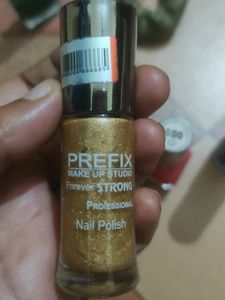 PREFIX
MAKE UP STUDIO
Forever STRONG
PROFESSIONAL
Nail Polish